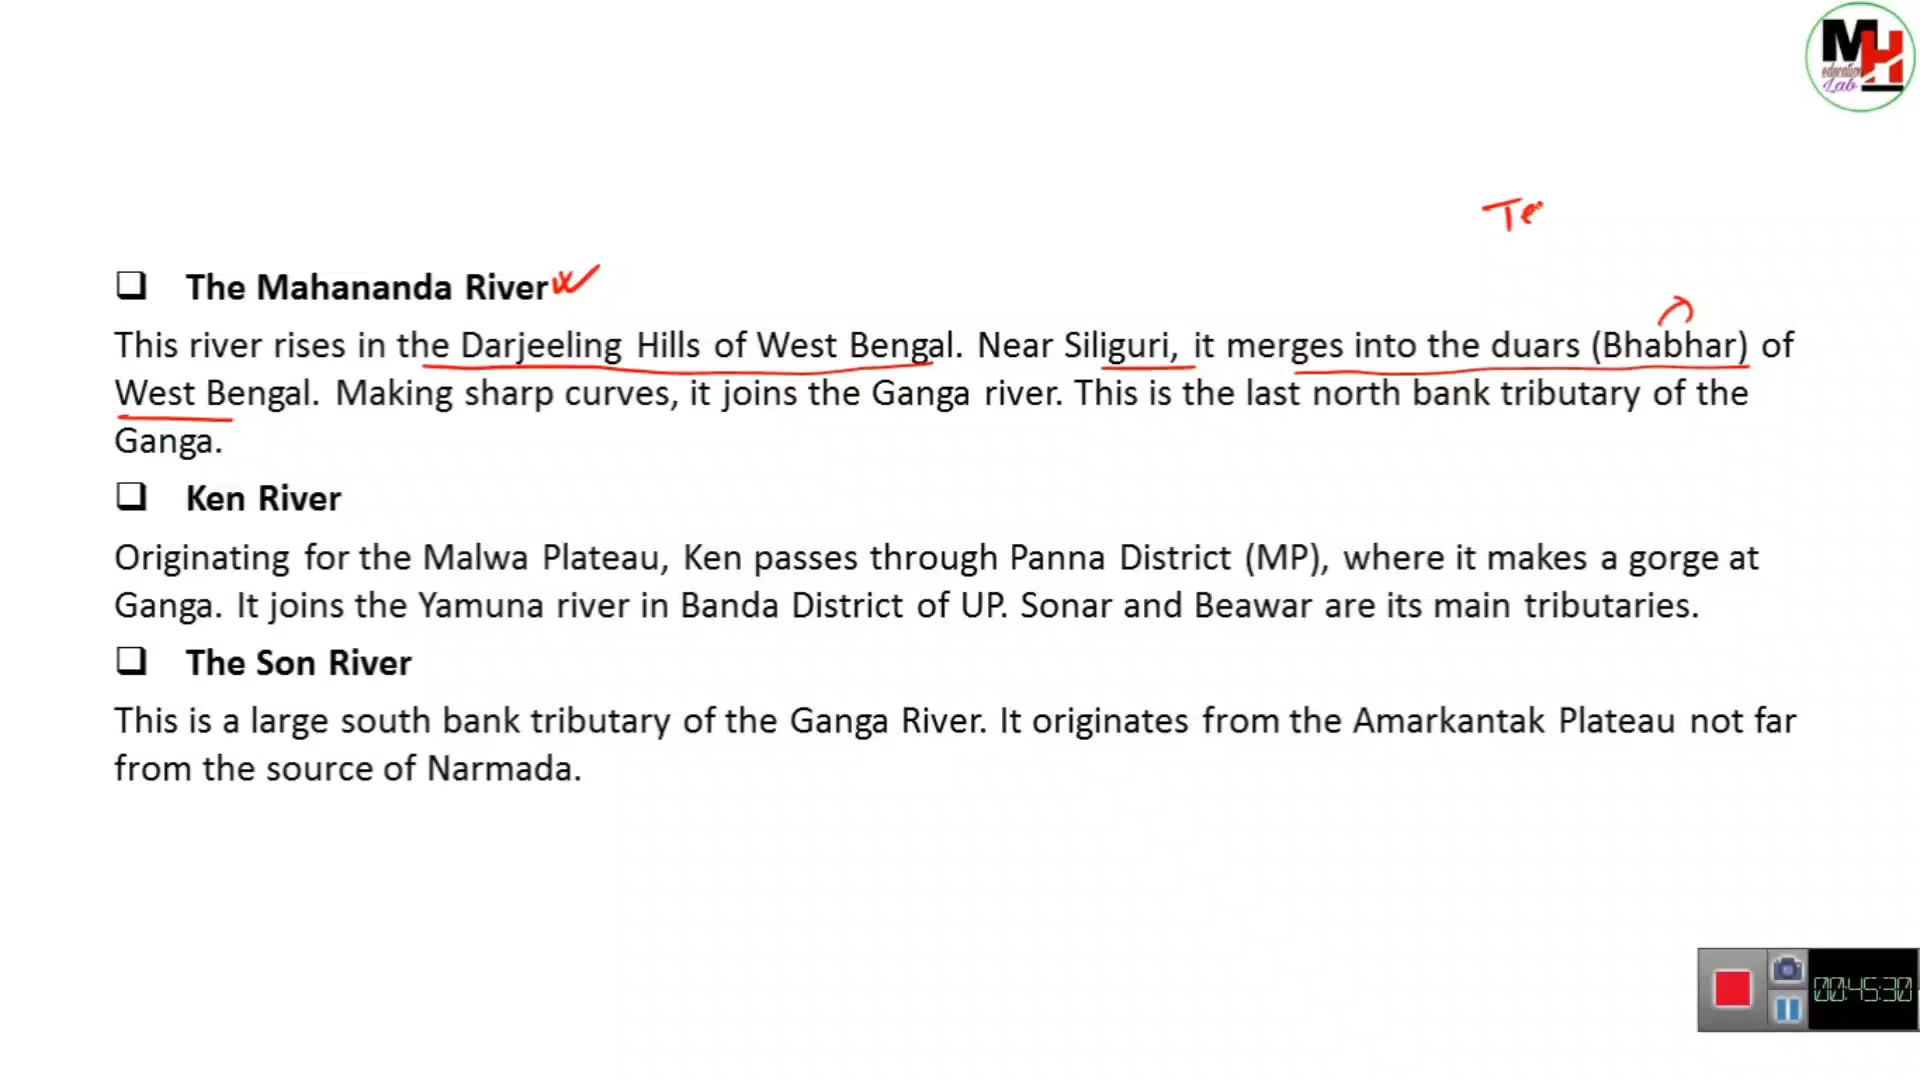 MH
education
Lab
Te
The Mahananda River
This river rises in the Darjeeling Hills of West Bengal. Near Siliguri, it merges into the duars (Bhabhar) of
West Bengal. Making sharp curves, it joins the Ganga river. This is the last north bank tributary of the
Ganga.
Ken River
Originating for the Malwa Plateau, Ken passes through Panna District (MP), where it makes a gorge at
Ganga. It joins the Yamuna river in Banda District of UP. Sonar and Beawar are its main tributaries.
The Son River
This is a large south bank tributary of the Ganga River. It originates from the Amarkantak Plateau not far
from the source of Narmada.
00:45:30